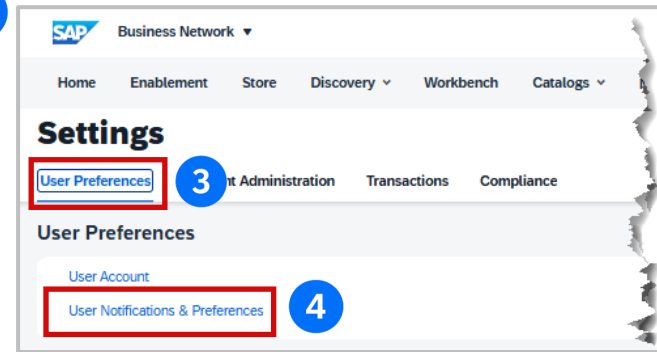 SAP Business Network ▼
Home Enablement Store Discovery Workbench Catalogs
Settings
User Preferences 3 nt Administration Transactions Compliance
User Preferences
User Account
User Notifications & Preferences 4